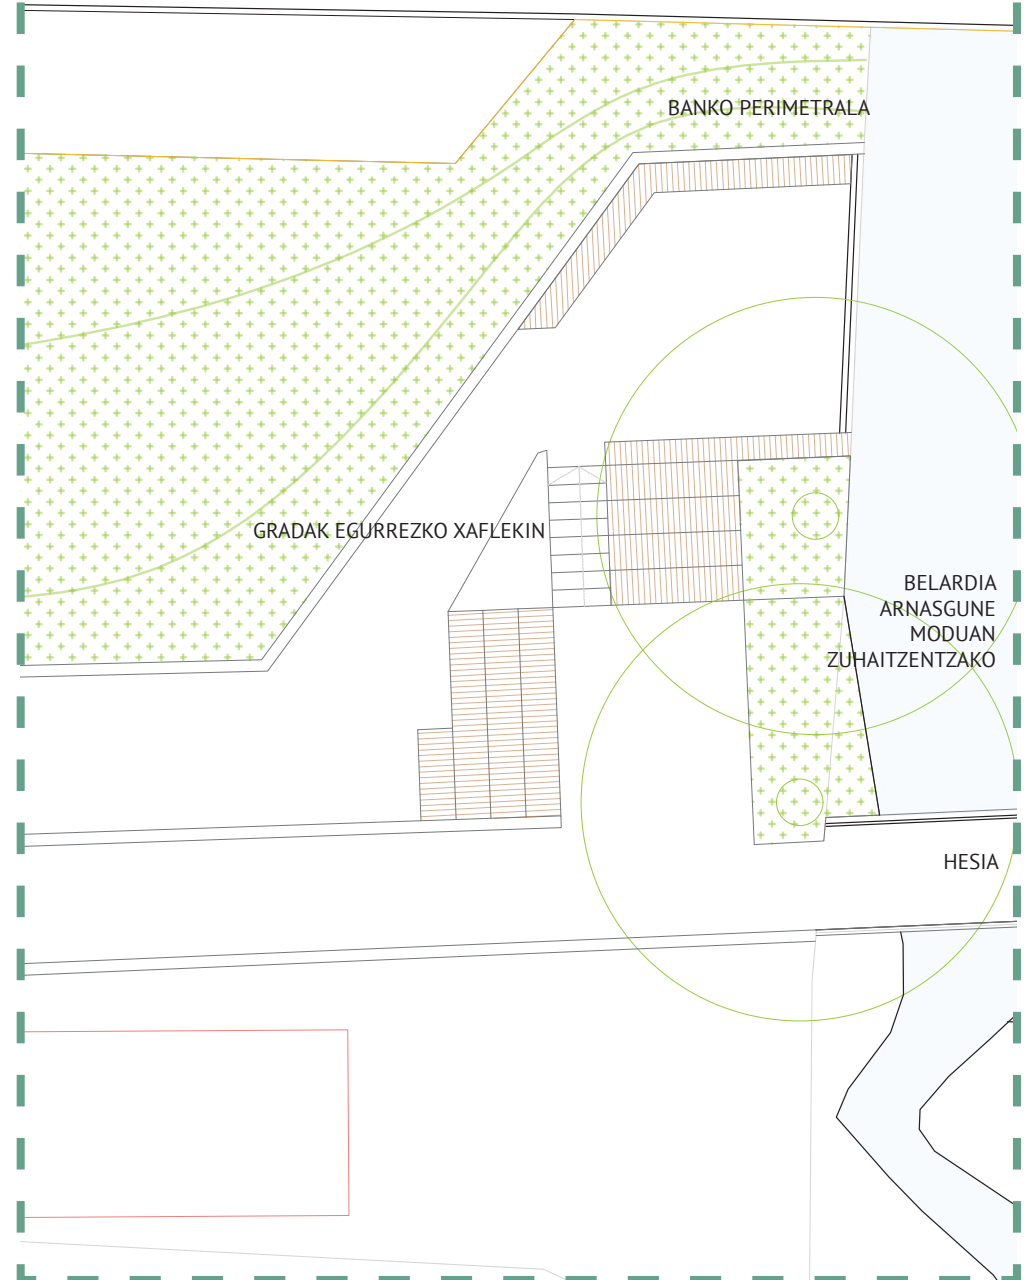 BANKO PERIMETRALA
GRADAK EGURREZKO XAFLEKIN
BELARDIA
ARNASGUNE
MODUAN
ZUHAITZENTZAKO
HESIA